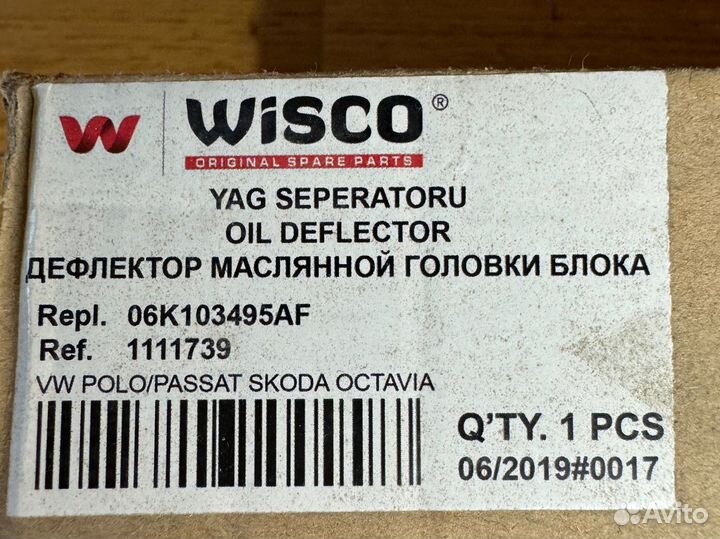 W WiSCO®
ORIGINAL SPARE PARTS
YAG SEPERATORU
OIL DEFLECTOR
ДЕФЛЕКТОР МАСЛЯННОЙ ГОЛОВКИ БЛОКА
Repl. 06K103495AF
Ref. 1111739
VW POLO/PASSAT SKODA OCTAVIA
Q'TY. 1 PCS
06/2019#0017
Avito